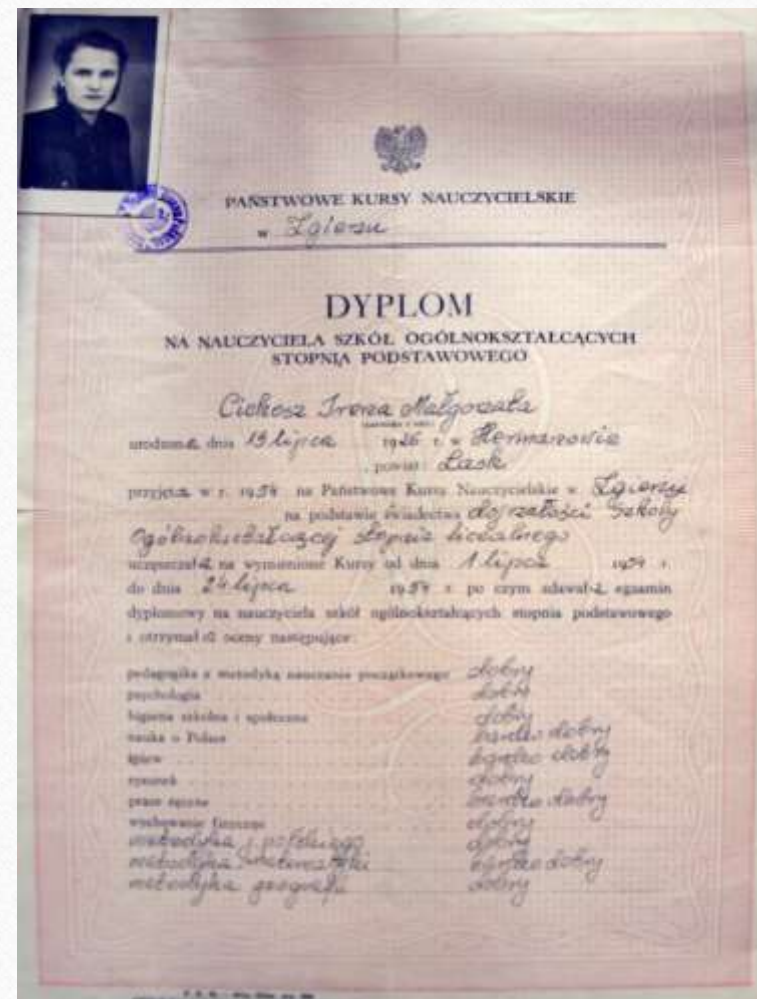 PAŃSTWOWE KURSY NAUCZYCIELSKIE
w Zgierzu
DYPLOM
NA NAUCZYCIELA SZKÓŁ OGÓLNOKSZTAŁCĄCYCH
STOPNIA PODSTAWOWEGO
Cichosz Irena Małgorzata
urodzona dnia 19 lipca 1926 r. w
powiat: Łask
przyjęta w r. 1954 na Państwowe Kursy Nauczycielskie w Zgierzu
na podstawie świadectwa dojrzałości Szkoły
Ogólnokształcącej stopnia licealnego
uczęszczała na wymienione Kursy od dnia 1 lipca 1954 r.
do dnia 24 lipca 1954 r. po czym zdawała egzamin
dyplomowy na nauczyciela szkół ogólnokształcących stopnia podstawowego
i otrzymała oceny następujące:
pedagogika z metodyką nauczania początkowego dobry
psychologia dobry
higiena szkolna i społeczna dobry
nauka o Polsce bardzo dobry
śpiew bardzo dobry
rysunek dobry
prace ręczne bardzo dobry
wychowanie fizyczne dobry
metodyka j. polskiego dobry
metodyka matematyki bardzo dobry
metodyka geografii dobry